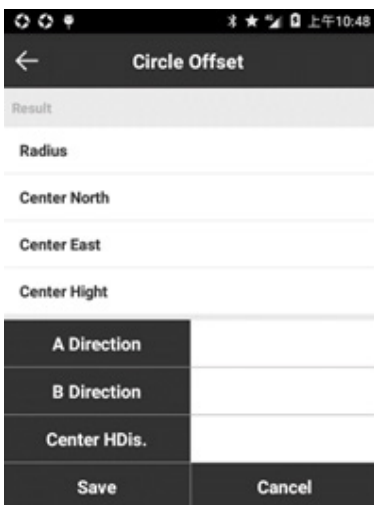 上午10:48
Circle Offset
Result
Radius
Center North
Center East
Center Hight
A Direction
B Direction
Center HDis.
Save Cancel